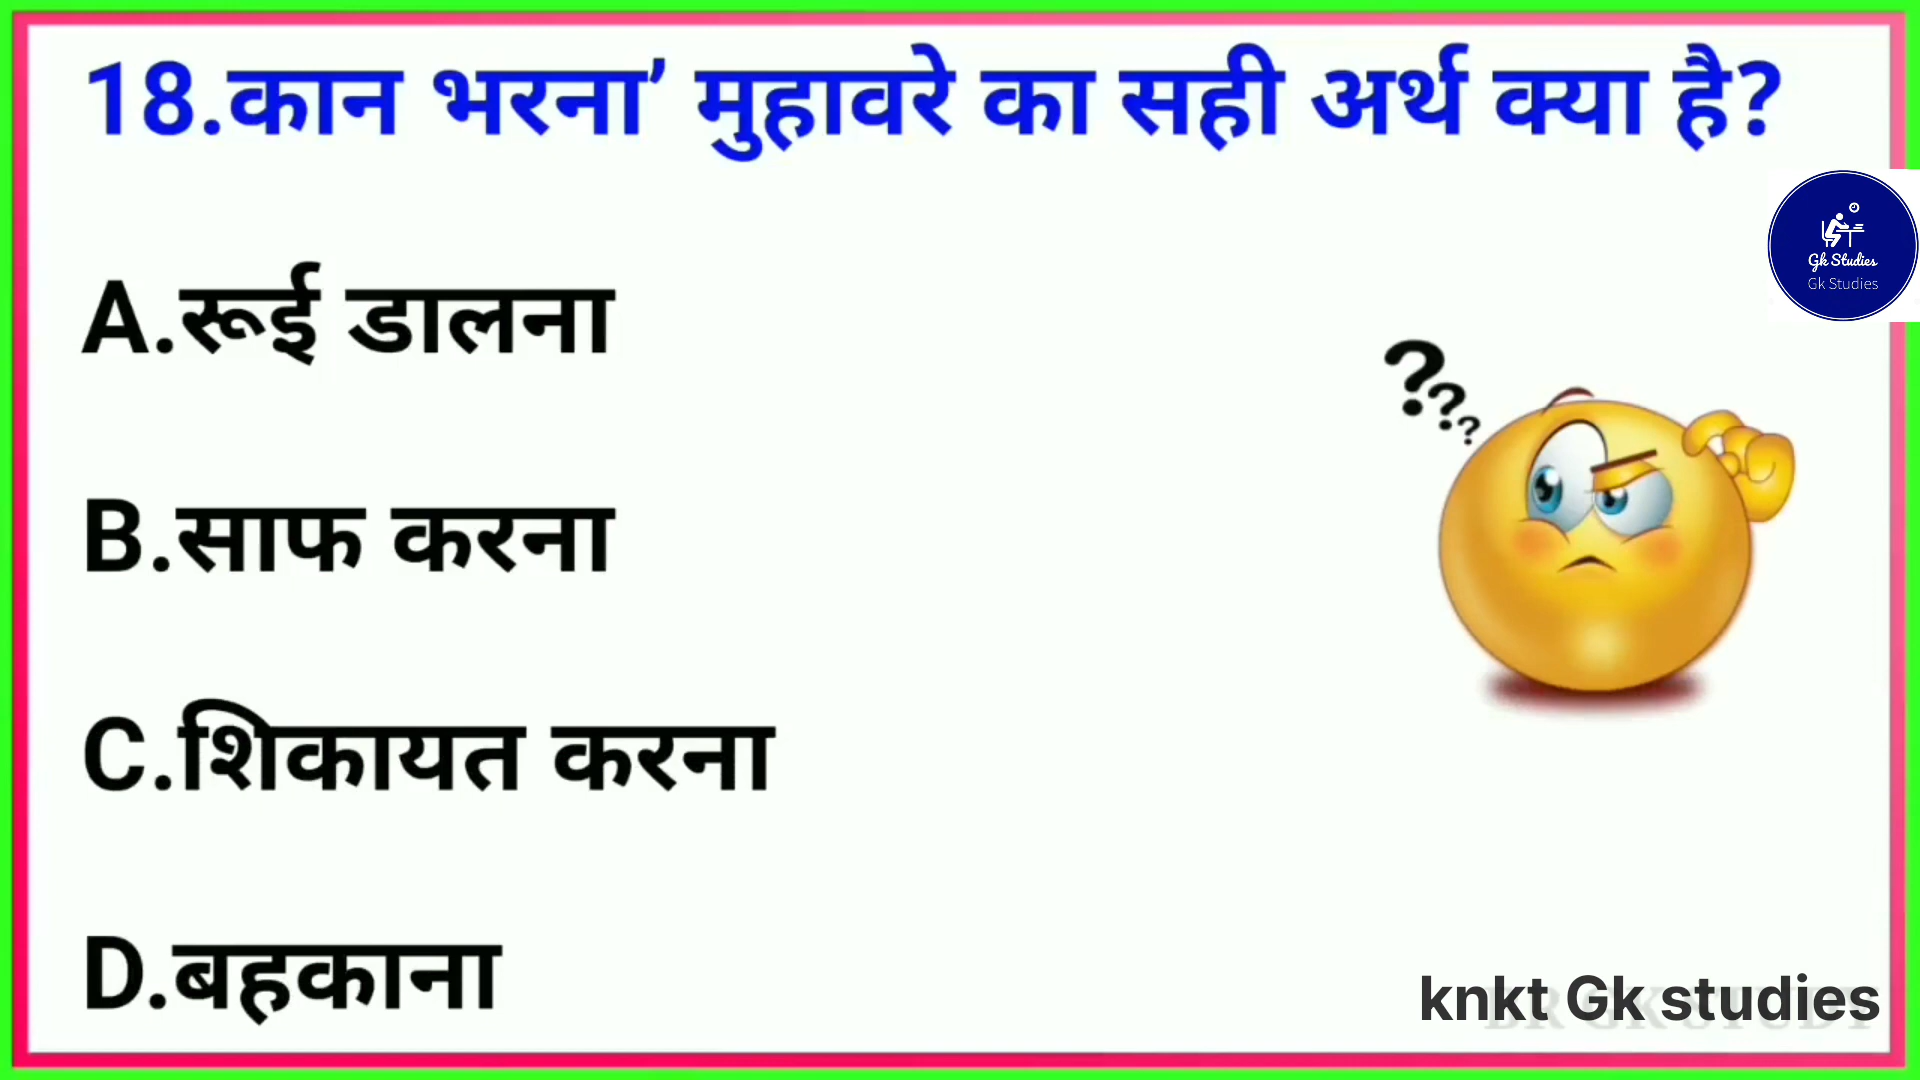 18.कान भरना’ मुहावरे का सही अर्थ क्या है?
Gk Studies
Gk Studies
A.रूई डालना
???
B.साफ करना
C.शिकायत करना
D.बहकाना
knkt Gk studies